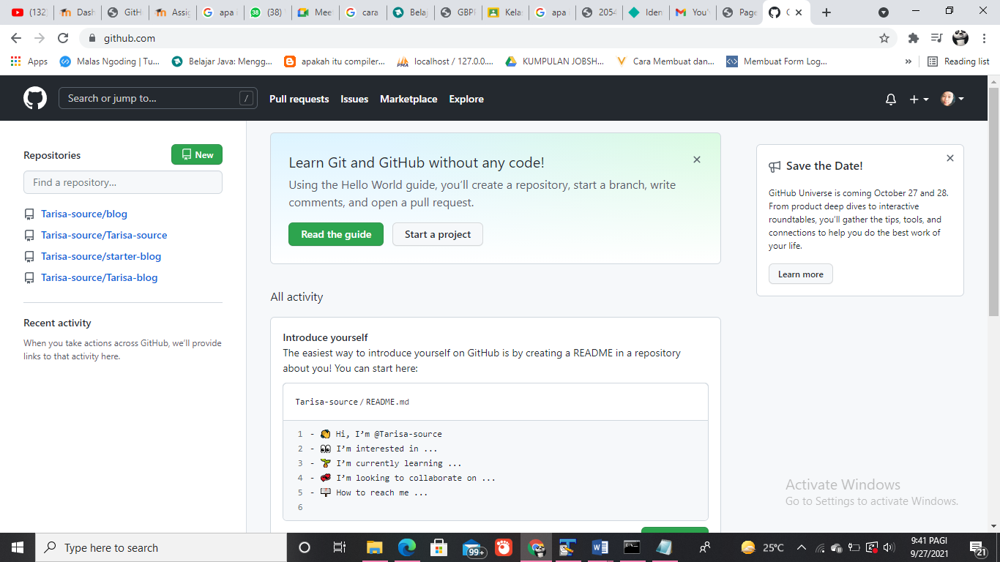 (132
Dash
GitH
Assig
apa i
38
(38)
Mee
cara
Belaj
GBPI
Kela
apa
2054
Iden
You'
Page
github.com
Apps
Malas Ngoding | Tu...
Belajar Java: Mengg...
apakah itu compiler...
localhost / 127.0.0....
KUMPULAN JOBSH...
Cara Membuat dan...
Membuat Form Log...
Reading list
Search or jump to... /
Pull requests
Issues
Marketplace
Explore
Repositories
New
Find a repository...
Tarisa-source/blog
Tarisa-source/Tarisa-source
Tarisa-source/starter-blog
Tarisa-source/Tarisa-blog
Recent activity
When you take actions across GitHub, we'll provide
links to that activity here.
Learn Git and GitHub without any code!
Using the Hello World guide, you'll create a repository, start a branch, write
comments, and open a pull request.
Read the guide
Start a project
All activity
Introduce yourself
The easiest way to introduce yourself on GitHub is by creating a README in a repository
about you! You can start here:
Tarisa-source / README.md
1 - 👋 Hi, I'm @Tarisa-source
2 - 👀 I'm interested in ...
3 - 🌱 I'm currently learning ...
4 - 💞️ I'm looking to collaborate on ...
5 - 📫 How to reach me ...
6
Save the Date!
GitHub Universe is coming October 27 and 28.
From product deep dives to interactive
roundtables, you'll gather the tips, tools, and
connections to help you do the best work of
your life.
Learn more
Activate Windows
Go to Settings to activate Windows.
Type here to search
99+
25°C
9:41 PAGI
9/27/2021
21